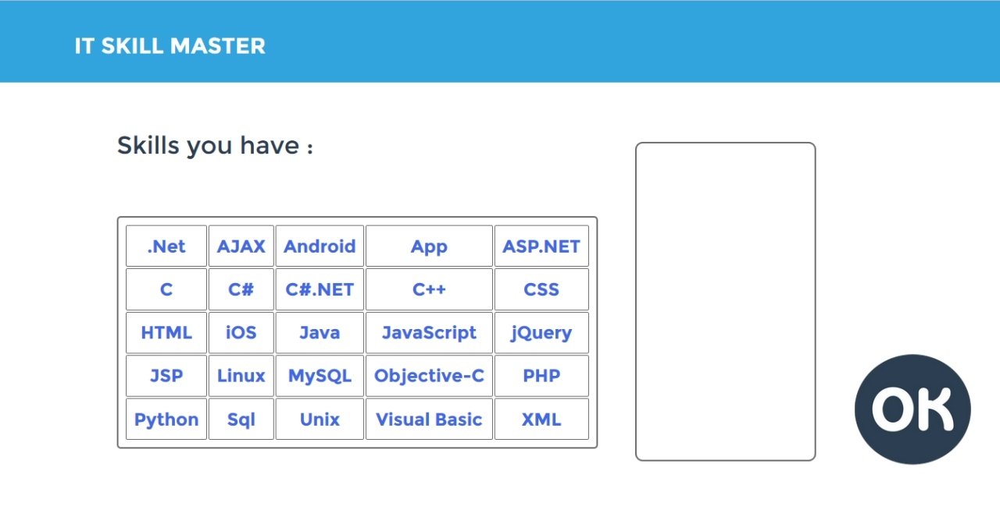 IT SKILL MASTER
Skills you have :
.Net AJAX Android App ASP.NET
C C# C#.NET C++ CSS
HTML iOS Java JavaScript jQuery
JSP Linux MySQL Objective-C PHP
Python Sql Unix Visual Basic XML
OK